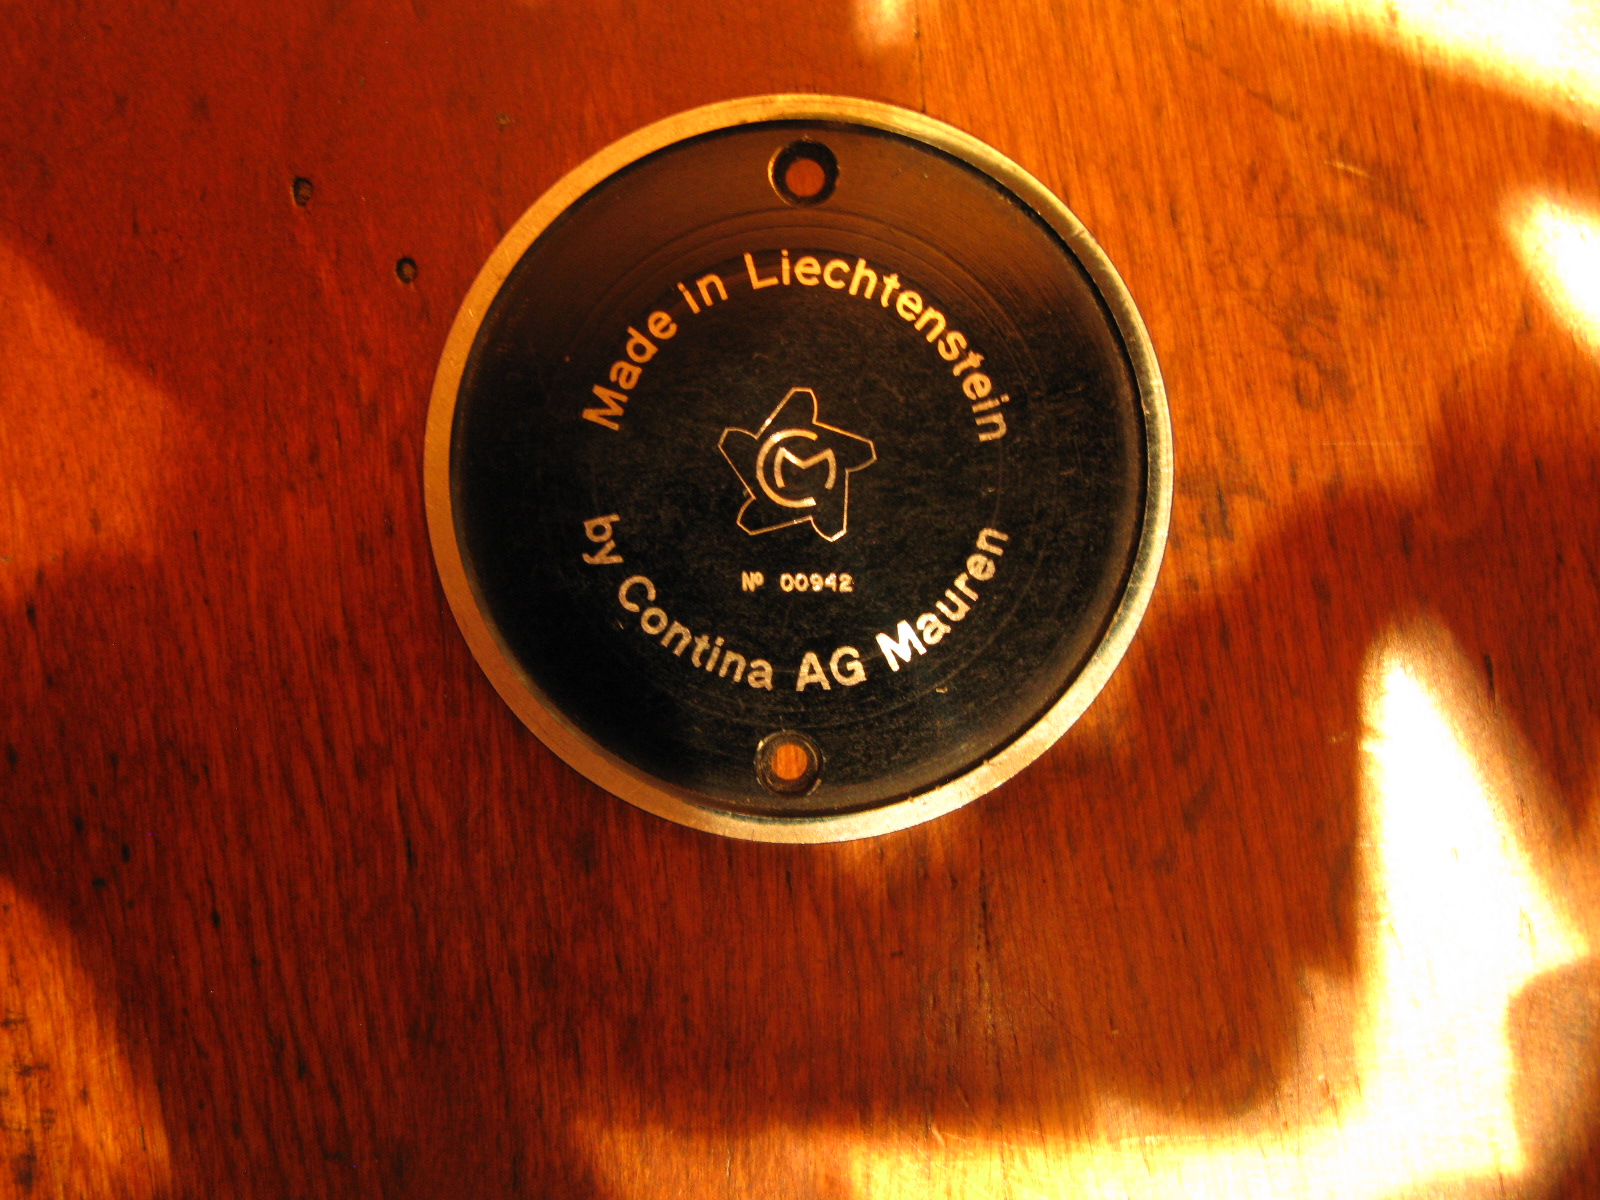 Made in Liechtenstein
CM
Nº 00942
by Contina AG Mauren